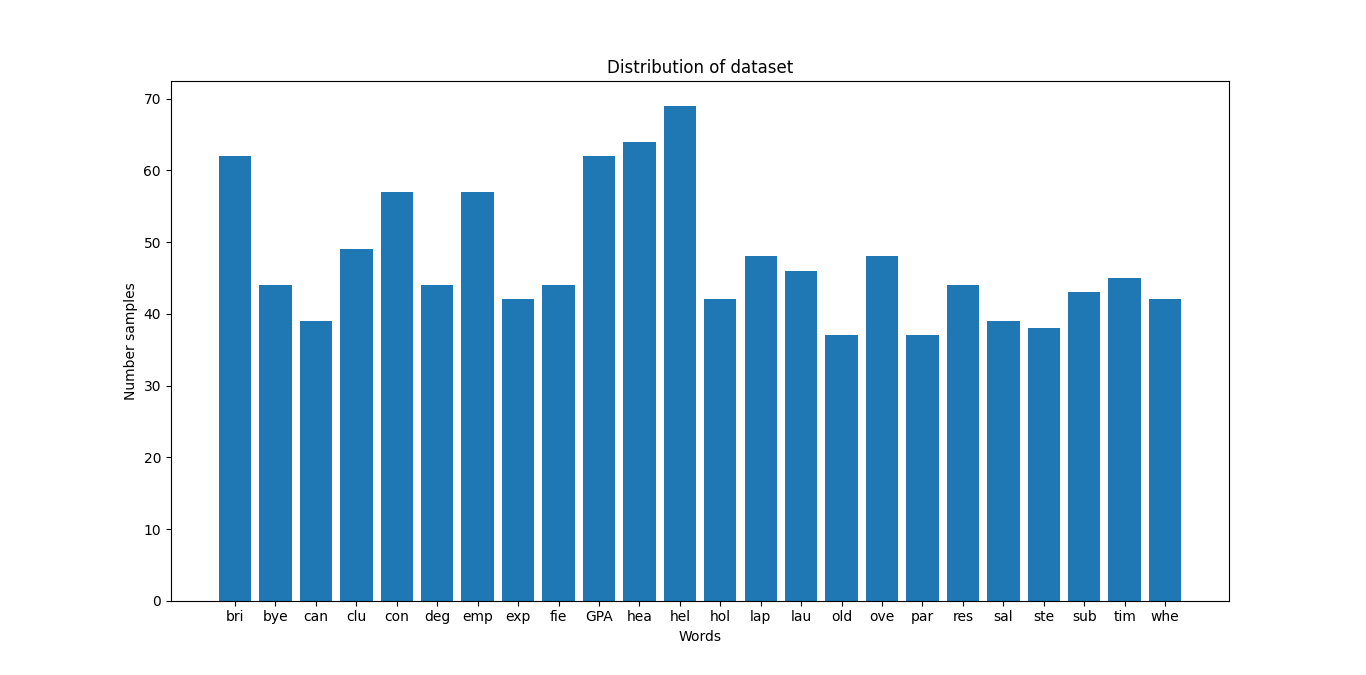 Distribution of dataset
70
60
50
40
30
20
10
0
Number samples
bri bye can clu con deg emp exp fie GPA hea hel hol lap lau old ove par res sal ste sub tim whe
Words